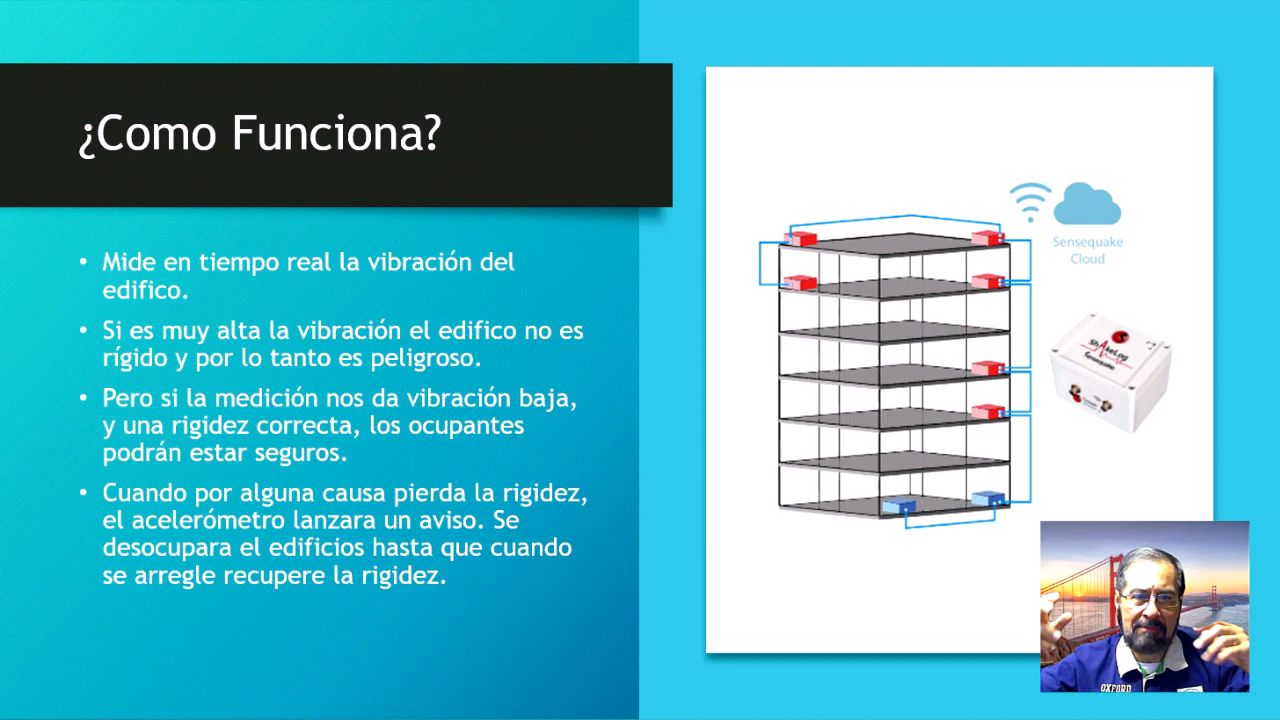 ¿Como Funciona?
• Mide en tiempo real la vibración del
edifico.
• Si es muy alta la vibración el edifico no es
rígido y por lo tanto es peligroso.
• Pero si la medición nos da vibración baja,
y una rigidez correcta, los ocupantes
podrán estar seguros.
• Cuando por alguna causa pierda la rigidez,
el acelerómetro lanzara un aviso. Se
desocupara el edificios hasta que cuando
se arregle recupere la rigidez.
Sensequake
Cloud
ShakeLog
Sensequake
OXFORD